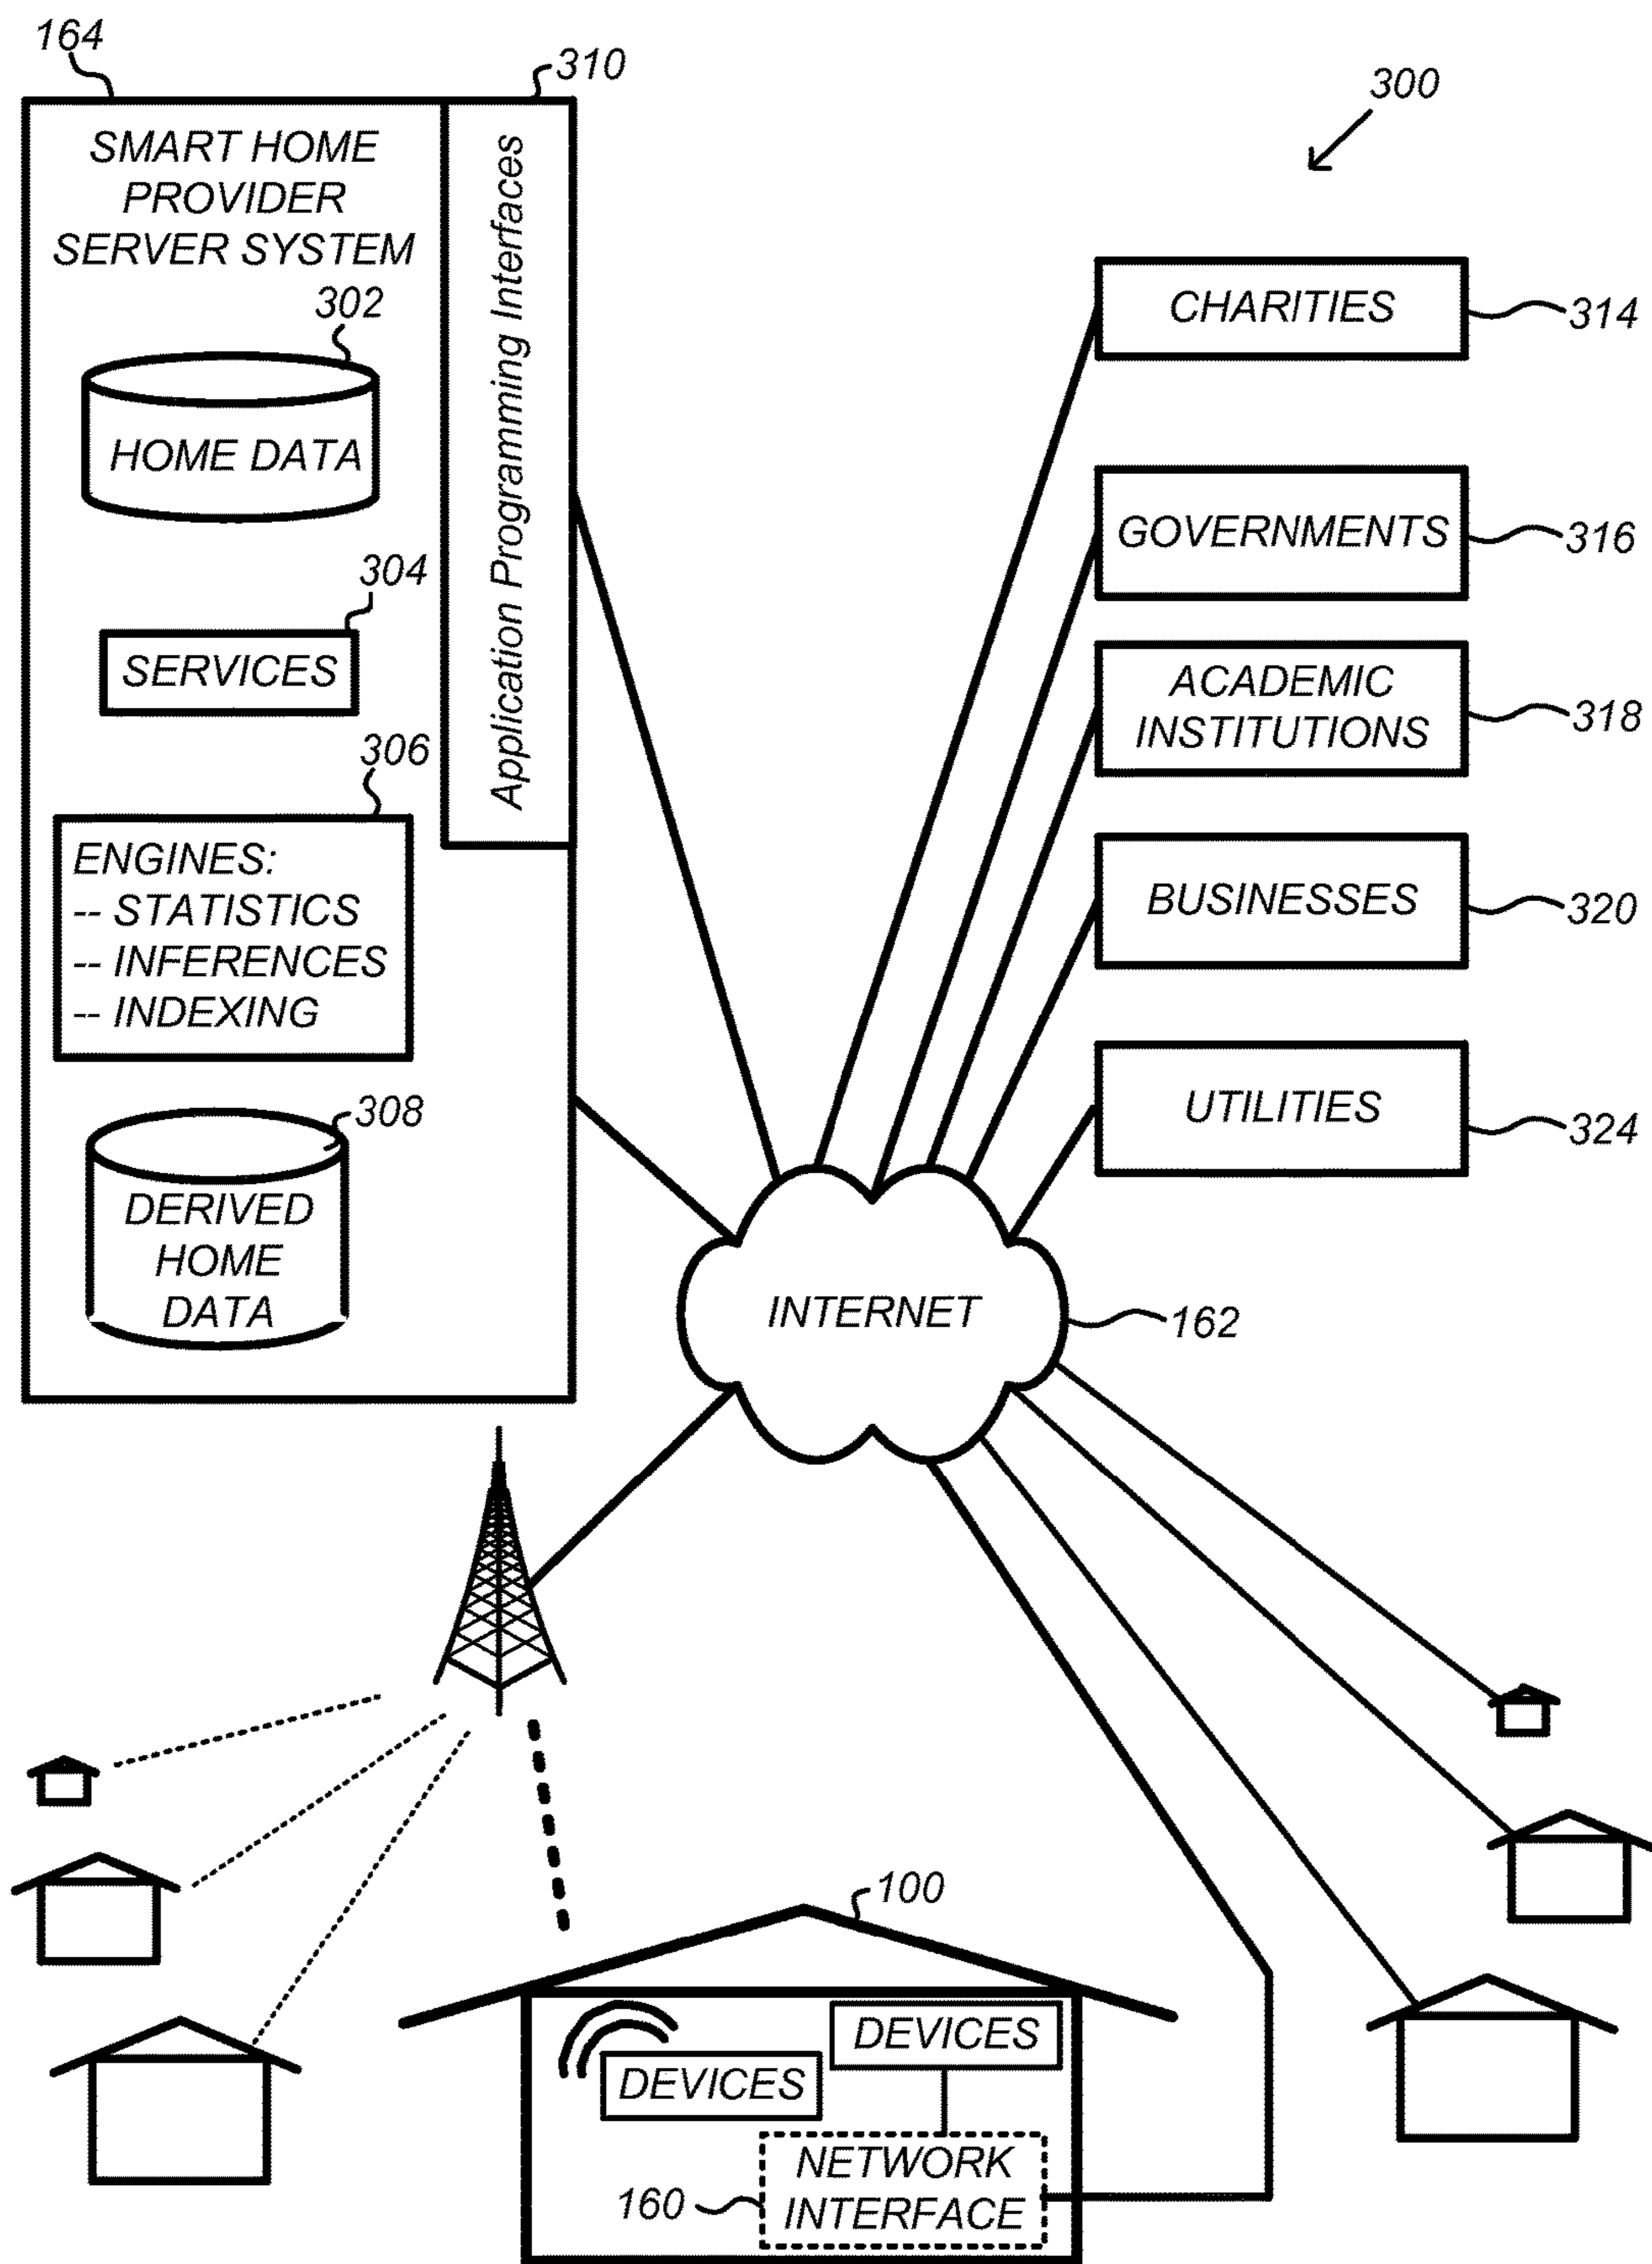 164
310
300
SMART HOME
PROVIDER
SERVER SYSTEM
Application Programming Interfaces
302
HOME DATA
304
SERVICES
306
ENGINES:
-- STATISTICS
-- INFERENCES
-- INDEXING
308
DERIVED
HOME
DATA
CHARITIES
314
GOVERNMENTS
316
ACADEMIC
INSTITUTIONS
318
BUSINESSES
320
UTILITIES
324
INTERNET
162
100
DEVICES
DEVICES
NETWORK
INTERFACE
160